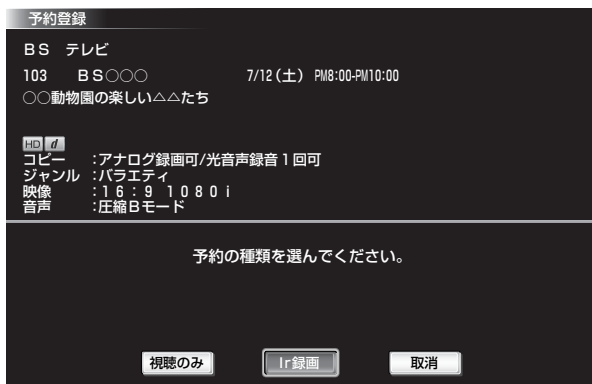 予約登録
BS テレビ
103 BS○○○ 7/12(土) PM8:00-PM10:00
○○動物園の楽しい△△たち
HD d
コピー :アナログ録画可/光音声録音1回可
ジャンル :バラエティ
映像 :16:9 1080i
音声 :圧縮Bモード
予約の種類を選んでください。
視聴のみ Ir録画 取消